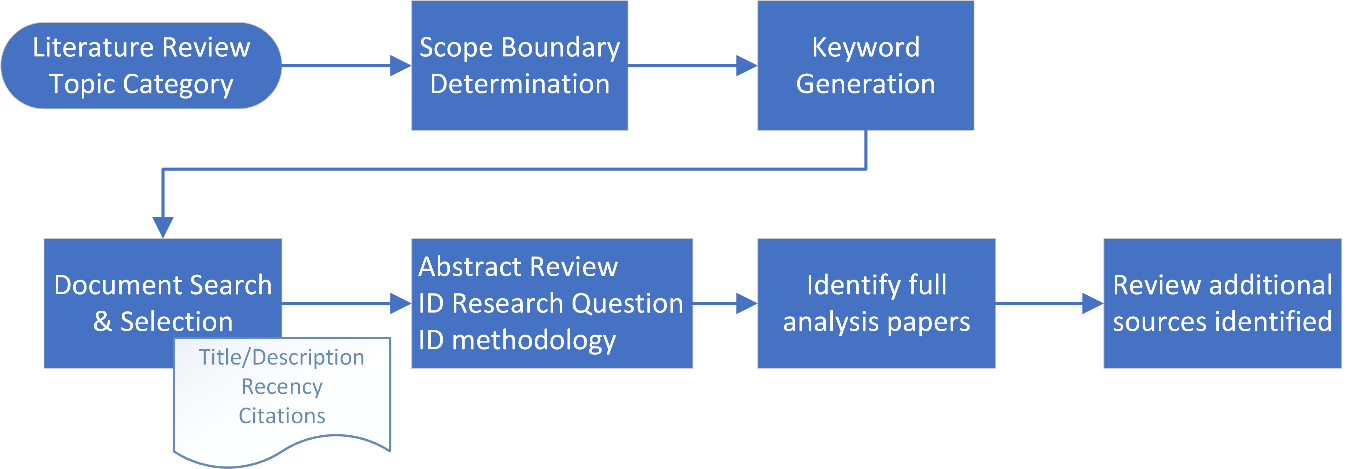 Literature Review
Topic Category
Scope Boundary
Determination
Keyword
Generation
Document Search
& Selection
Title/Description
Recency
Citations
Abstract Review
ID Research Question
ID methodology
Identify full
analysis papers
Review additional
sources identified